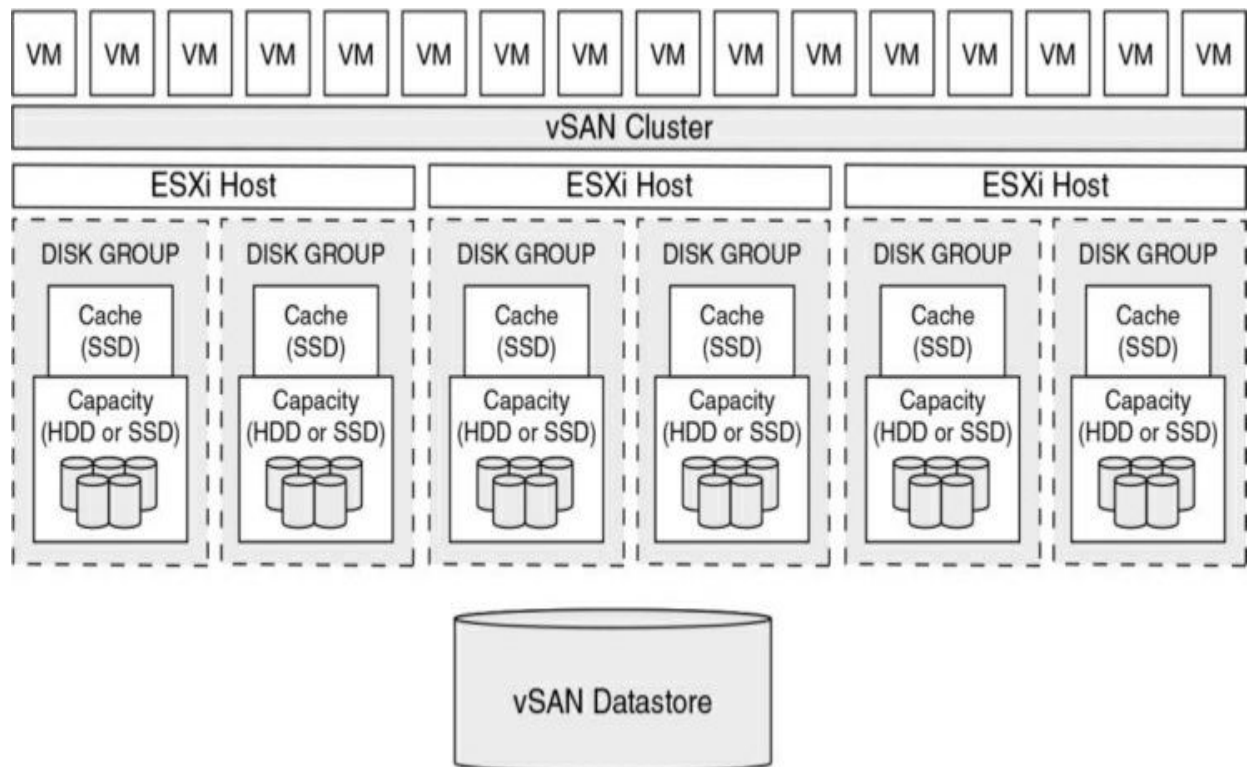 VM VM VM VM VM VM VM VM VM VM VM VM VM VM VM VM
vSAN Cluster
ESXi Host ESXi Host ESXi Host
DISK GROUP DISK GROUP DISK GROUP DISK GROUP DISK GROUP DISK GROUP
Cache Cache Cache Cache Cache Cache
(SSD) (SSD) (SSD) (SSD) (SSD) (SSD)
Capacity Capacity Capacity Capacity Capacity Capacity
(HDD or SSD) (HDD or SSD) (HDD or SSD) (HDD or SSD) (HDD or SSD) (HDD or SSD)
vSAN Datastore